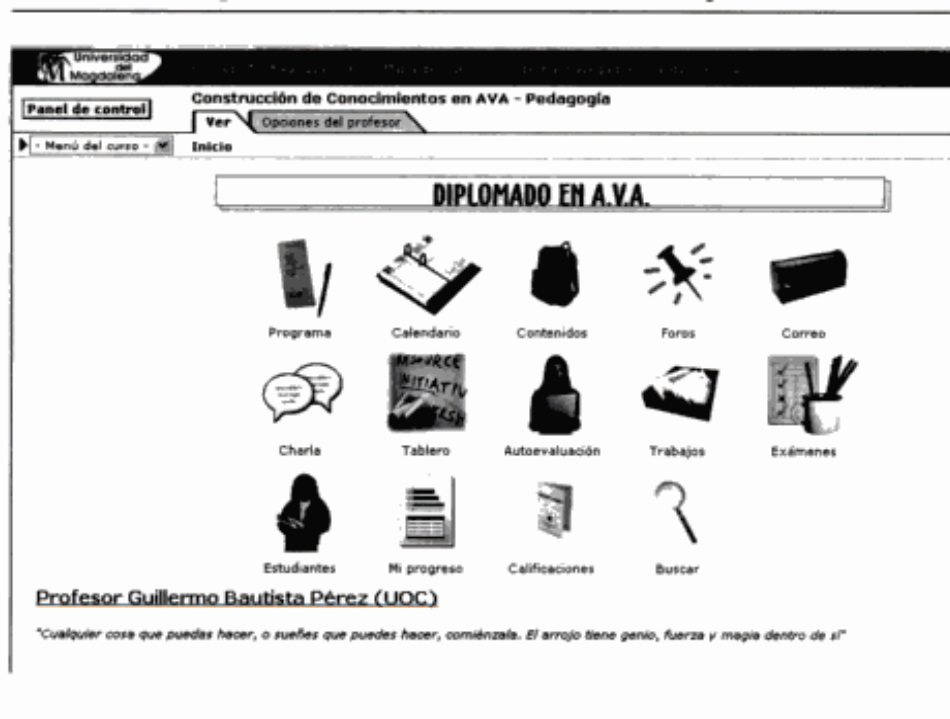 Universidad
del
Magdalena
Panel de control
Construcción de Conocimientos en AVA - Pedagogía
Ver
Opciones del profesor
- Menú del curso -
Inicio
DIPLOMADO EN A.V.A.
Programa
Calendario
Contenidos
Foros
Correo
Charla
Tablero
Autoevaluación
Trabajos
Exámenes
Estudiantes
Mi progreso
Calificaciones
Buscar
Profesor Guillermo Bautista Pérez (UOC)
"Cualquier cosa que puedas hacer, o sueñes que puedes hacer, comiénzala. El arrojo tiene genio, fuerza y magia dentro de sí"